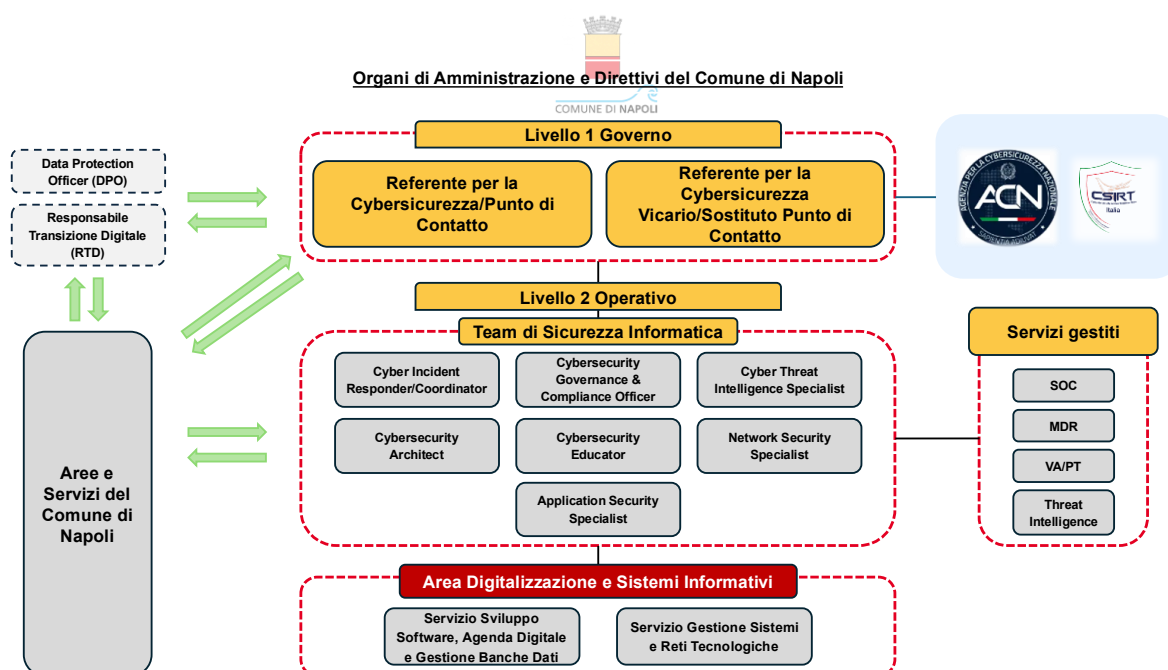 Organi di Amministrazione e Direttivi del Comune di Napoli
COMUNE DI NAPOLI
Livello 1 Governo
Referente per la
Cybersicurezza/Punto di
Contatto
Referente per la
Cybersicurezza
Vicario/Sostituto Punto di
Contatto
Data Protection
Officer (DPO)
Responsabile
Transizione Digitale
(RTD)
AGENZIA PER LA CYBERSICUREZZA NAZIONALE
ACN
CSIRT
Italia
Livello 2 Operativo
Team di Sicurezza Informatica
Cyber Incident
Responder/Coordinator
Cybersecurity
Governance &
Compliance Officer
Cyber Threat
Intelligence Specialist
Cybersecurity
Architect
Cybersecurity
Educator
Network Security
Specialist
Application Security
Specialist
Servizi gestiti
SOC
MDR
VA/PT
Threat
Intelligence
Aree e
Servizi del
Comune di
Napoli
Area Digitalizzazione e Sistemi Informativi
Servizio Sviluppo
Software, Agenda Digitale
e Gestione Banche Dati
Servizio Gestione Sistemi
e Reti Tecnologiche